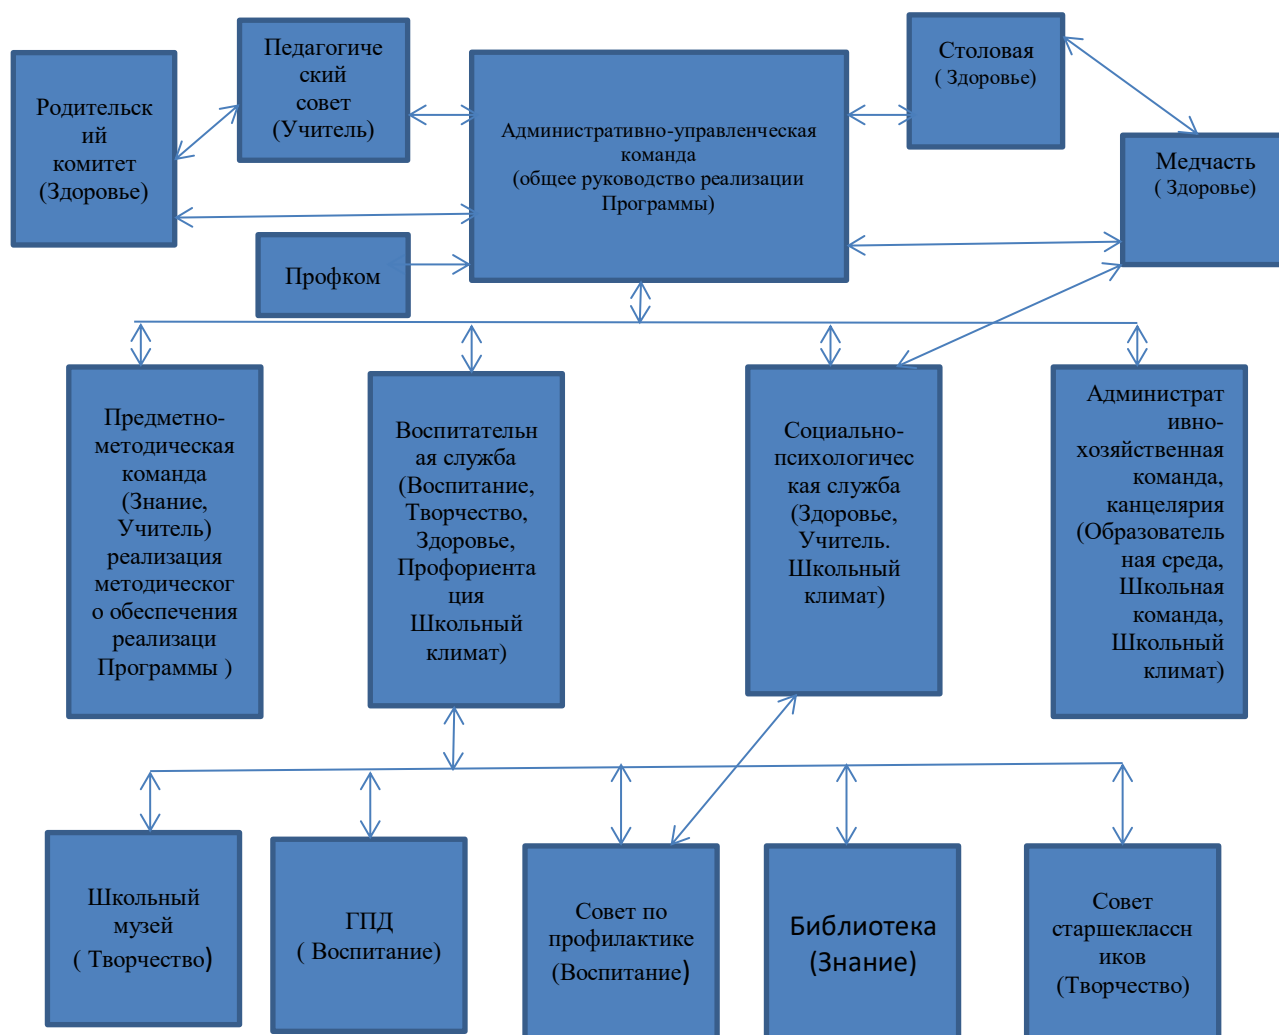 Родительск
ий
комитет
(Здоровье)
Педагогиче
ский
совет
(Учитель)
Административно-управленческая
команда
(общее руководство реализации
Программы)
Столовая
( Здоровье)
Медчасть
( Здоровье)
Профком
Предметно-
методическая
команда
(Знание,
Учитель)
реализация
методическог
о обеспечения
реализаци
Программы )
Воспитательн
ая служба
(Воспитание,
Творчество,
Здоровье,
Профориента
ция
Школьный
климат)
Социально-
психологичес
кая служба
(Здоровье,
Учитель.
Школьный
климат)
Администрат
ивно-
хозяйственная
команда,
канцелярия
(Образователь
ная среда,
Школьная
команда,
Школьный
климат)
Школьный
музей
( Творчество)
ГПД
( Воспитание)
Совет по
профилактике
(Воспитание)
Библиотека
(Знание)
Совет
старшеклассн
иков
(Творчество)